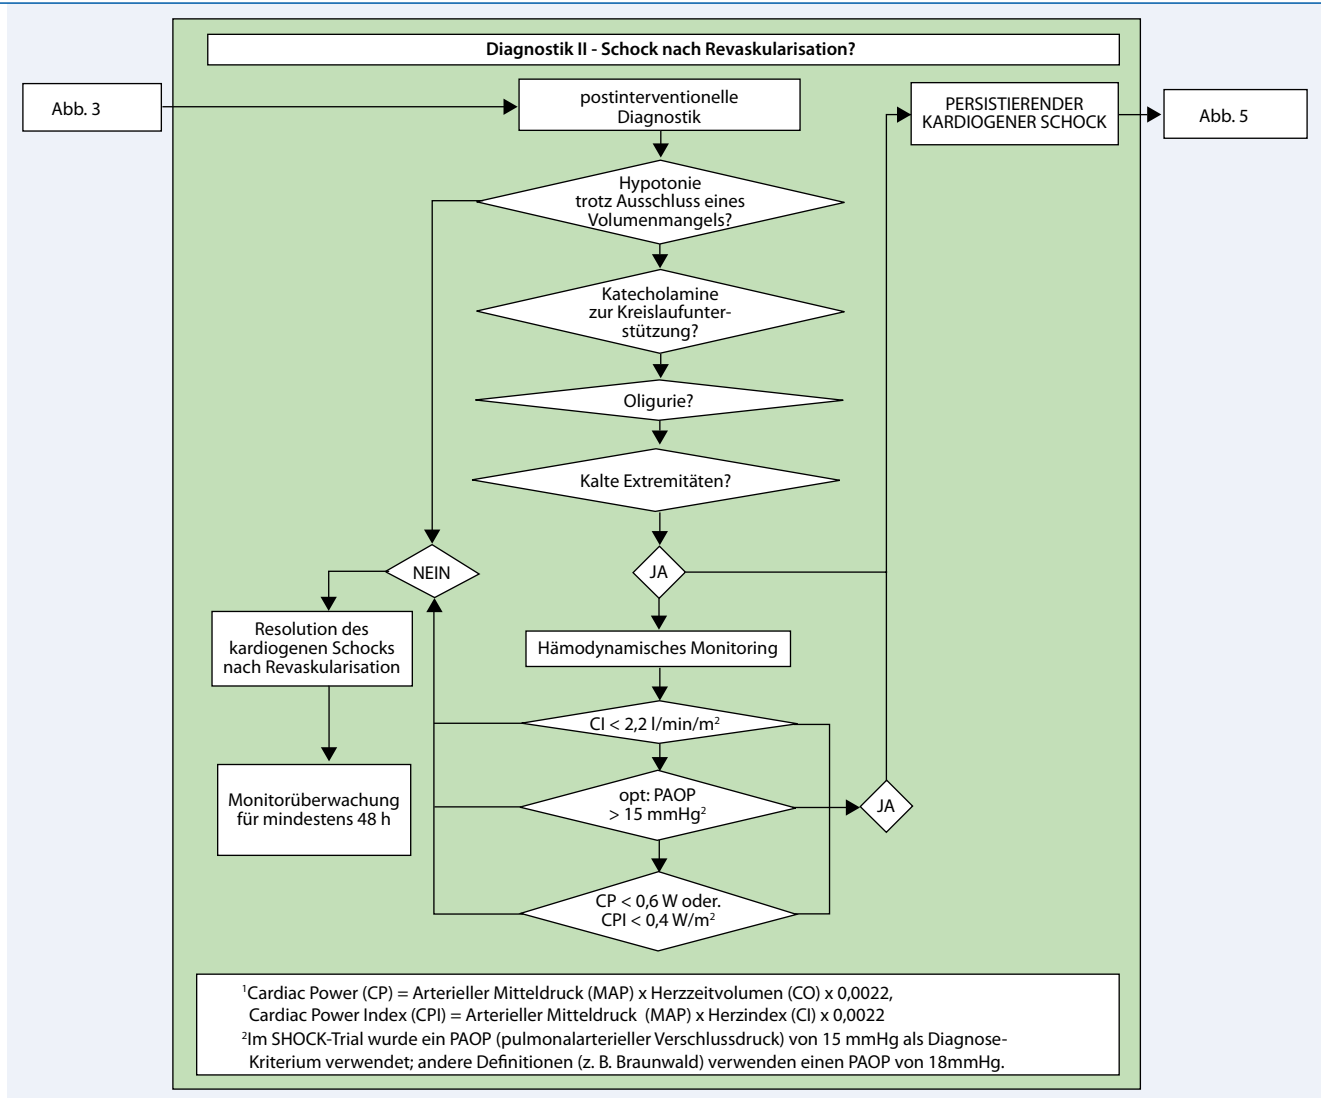 Diagnostik II - Schock nach Revaskularisation?
Abb. 3
postinterventionelle
Diagnostik
PERSISTIERENDER
KARDIOGENER SCHOCK
Abb. 5
Hypotonie
trotz Ausschluss eines
Volumenmangels?
Katecholamine
zur Kreislaufunter-
stützung?
Oligurie?
Kalte Extremitäten?
NEIN
JA
Resolution des
kardiogenen Schocks
nach Revaskularisation
Hämodynamisches Monitoring
CI < 2,2 l/min/m²
Monitorüberwachung
für mindestens 48 h
opt: PAOP
> 15 mmHg²
JA
CP < 0,6 W oder.
CPI < 0,4 W/m²
¹Cardiac Power (CP) = Arterieller Mitteldruck (MAP) x Herzzeitvolumen (CO) x 0,0022,
Cardiac Power Index (CPI) = Arterieller Mitteldruck (MAP) x Herzindex (CI) x 0,0022
²Im SHOCK-Trial wurde ein PAOP (pulmonalarterieller Verschlussdruck) von 15 mmHg als Diagnose-
Kriterium verwendet; andere Definitionen (z. B. Braunwald) verwenden einen PAOP von 18mmHg.